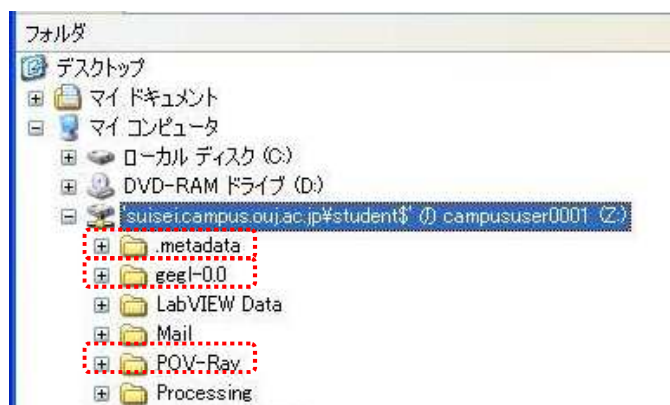 フォルダ
デスクトップ
マイ ドキュメント
マイ コンピュータ
ローカル ディスク (C:)
DVD-RAM ドライブ (D:)
'suisei.campus.ouj.ac.jp¥student$' の campususer0001 (Z:)
.metadata
gegl-0.0
LabVIEW Data
Mail
POV-Ray
Processing